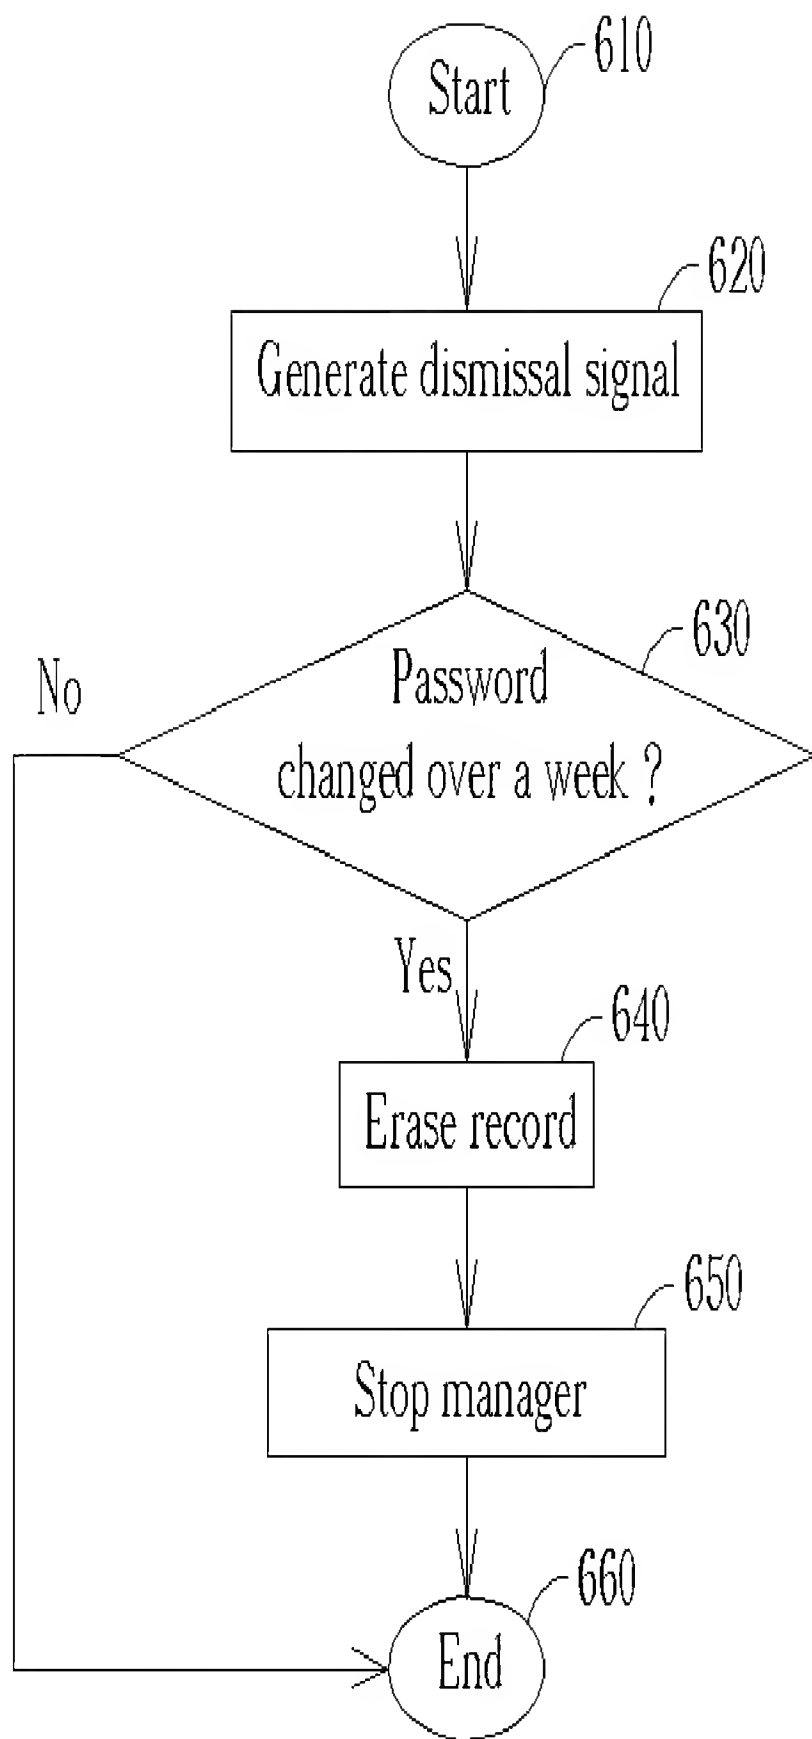 610
Start
620
Generate dismissal signal
630
No
Password
changed over a week ?
Yes
640
Erase record
650
Stop manager
660
End